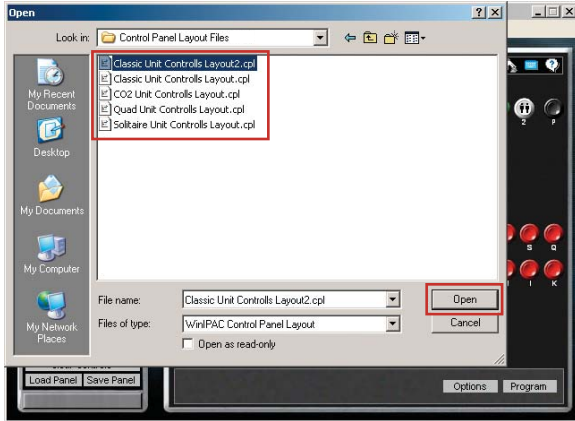 Open
Look in:
Control Panel Layout Files
My Recent
Documents
Desktop
My Documents
My Computer
My Network
Places
Classic Unit Controlls Layout2.cpl
Classic Unit Controlls Layout.cpl
CO2 Unit Controlls Layout.cpl
Quad Unit Controlls Layout.cpl
Solitaire Unit Controlls Layout.cpl
File name:
Classic Unit Controlls Layout2.cpl
Open
Files of type:
WinIPAC Control Panel Layout
Cancel
Open as read-only
2
P
S
Q
I
I
K
Load Panel
Save Panel
Options
Program